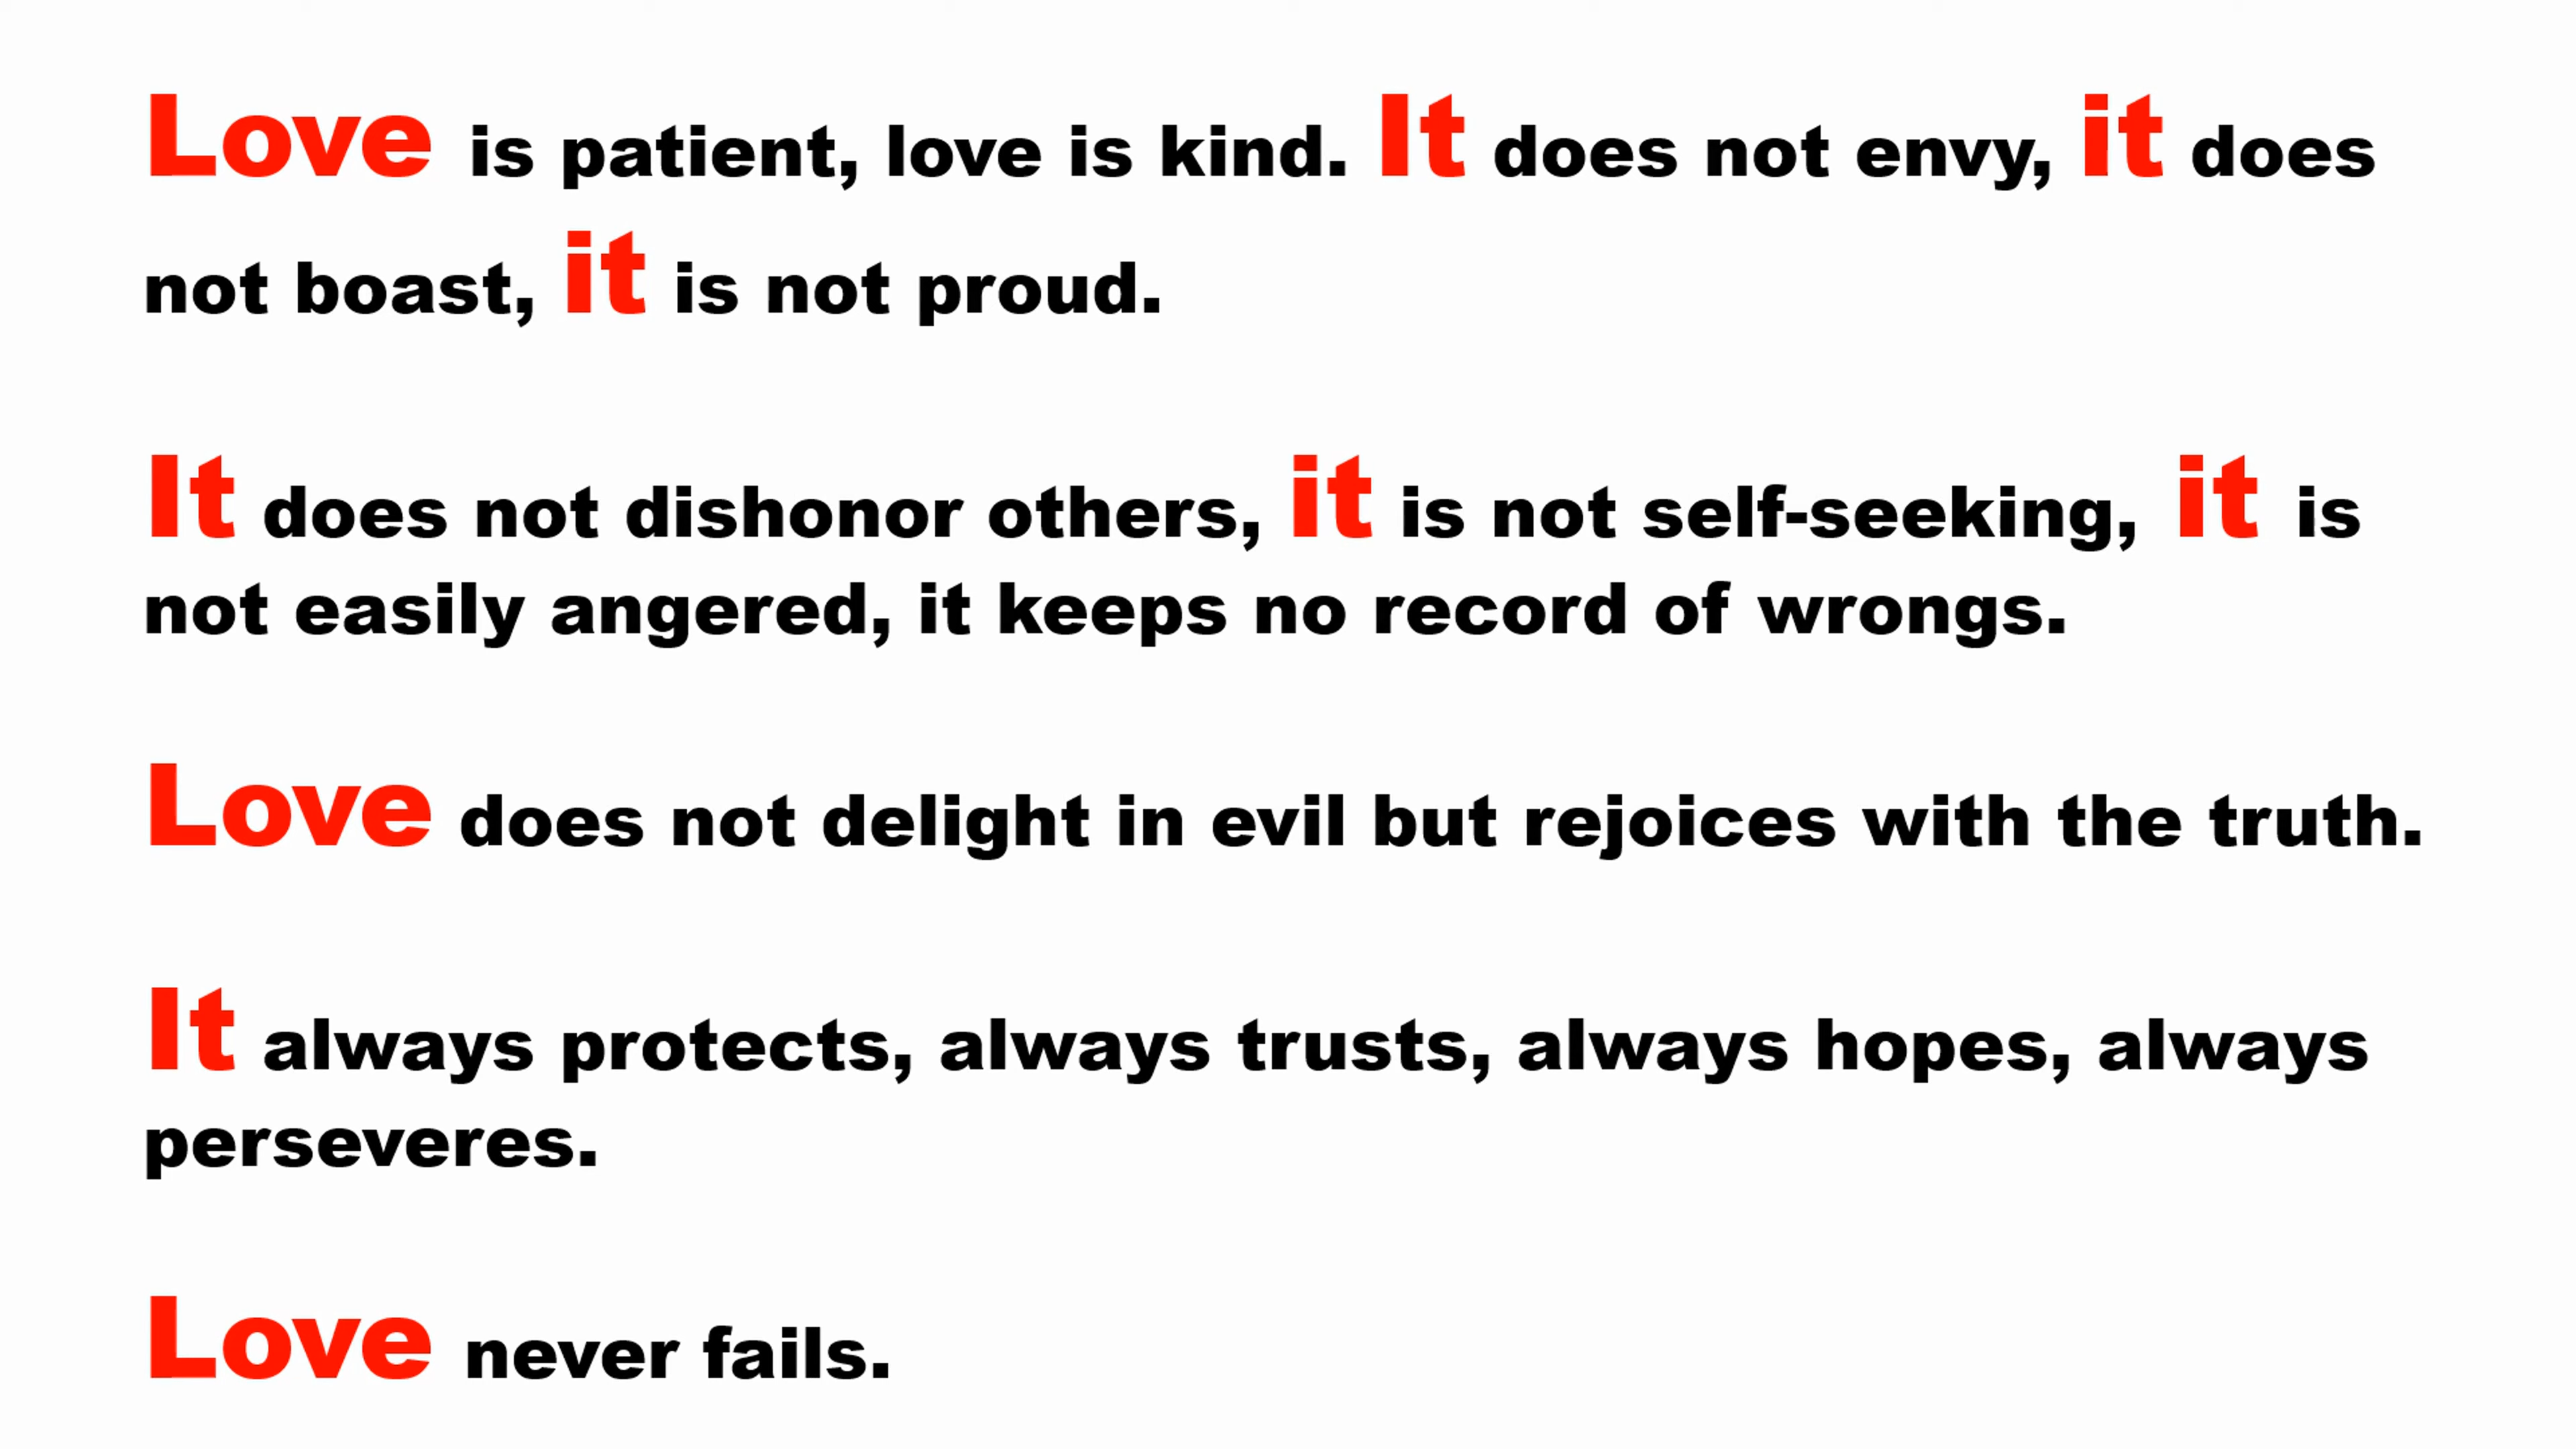 Love is patient, love is kind. It does not envy, it does
not boast, it is not proud.
It does not dishonor others, it is not self-seeking, it is
not easily angered, it keeps no record of wrongs.
Love does not delight in evil but rejoices with the truth.
It always protects, always trusts, always hopes, always
perseveres.
Love never fails.